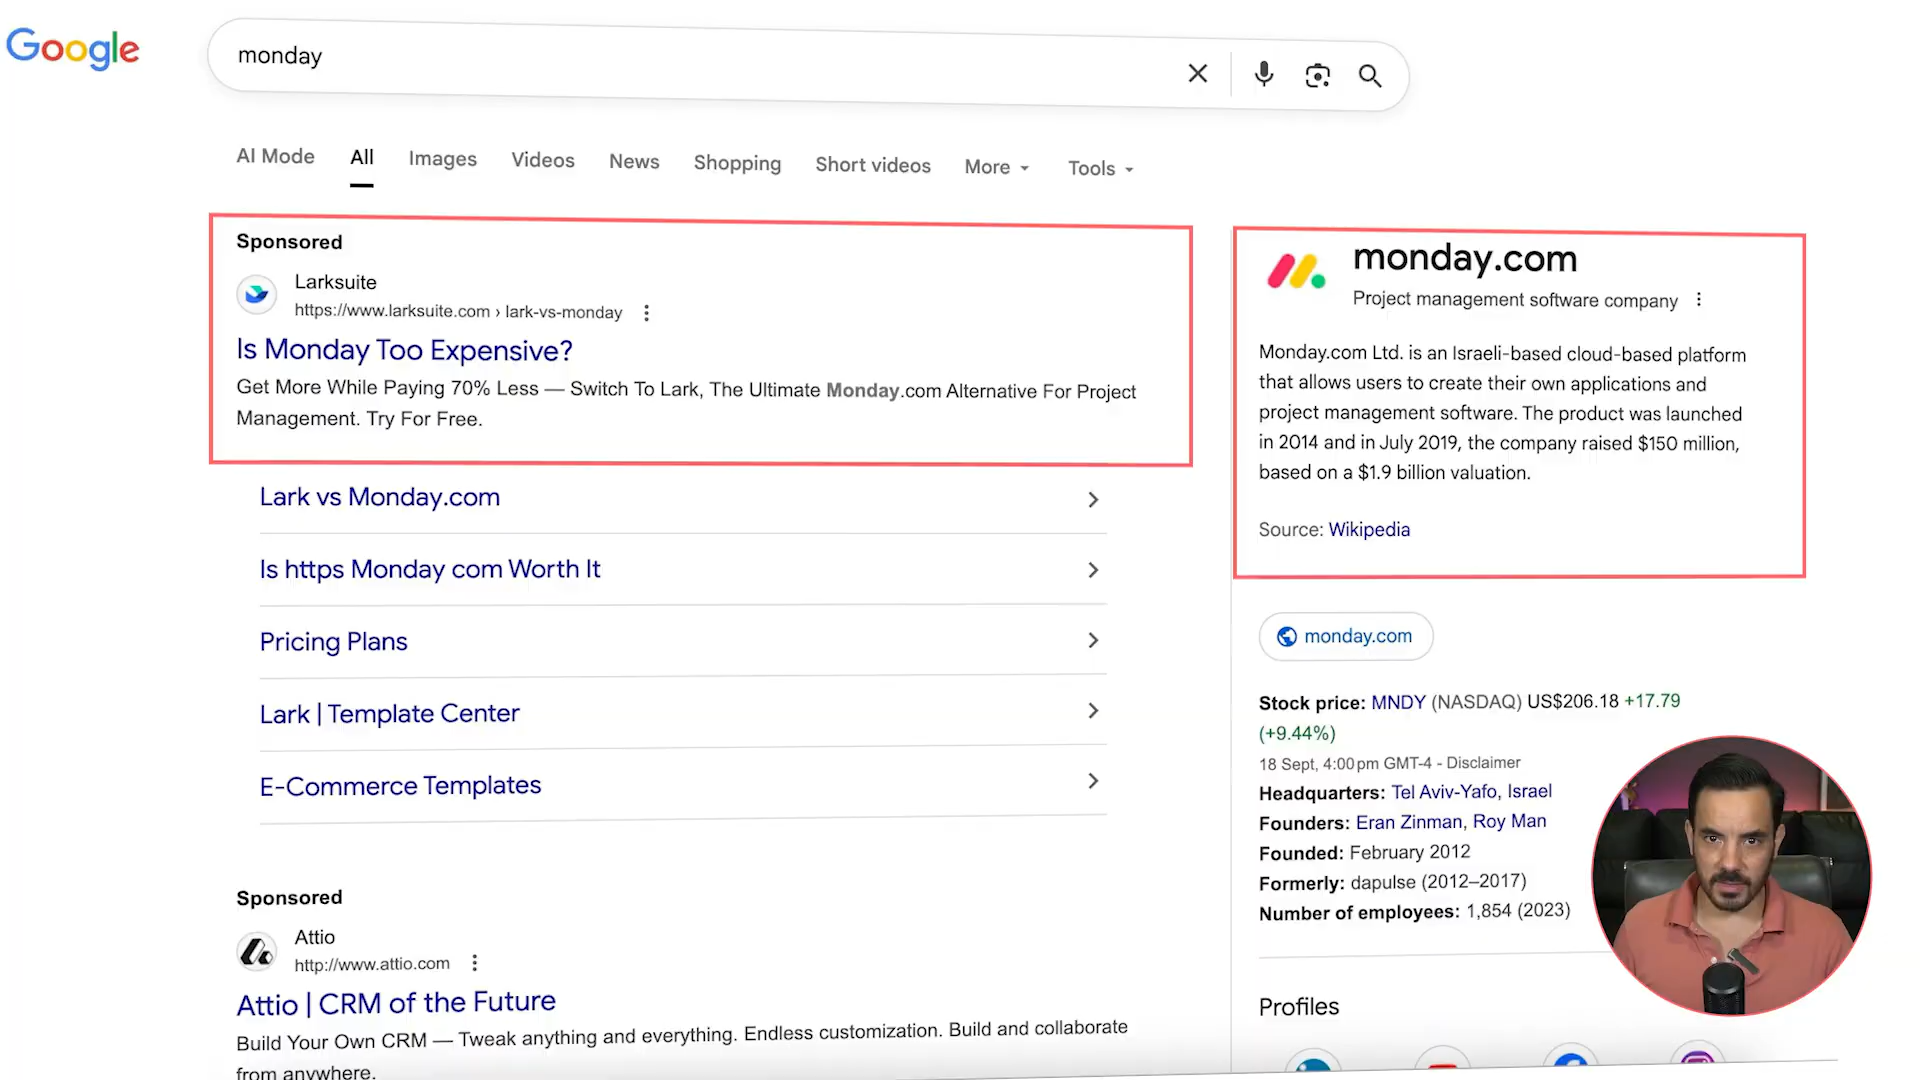 Google
monday
AI Mode
All
Images
Videos
News
Shopping
Short videos
More
Tools
Sponsored
Larksuite
https://www.larksuite.com › lark-vs-monday
Is Monday Too Expensive?
Get More While Paying 70% Less — Switch To Lark, The Ultimate Monday.com Alternative For Project
Management. Try For Free.
Lark vs Monday.com
Is https Monday com Worth It
Pricing Plans
Lark | Template Center
E-Commerce Templates
Sponsored
Attio
http://www.attio.com
Attio | CRM of the Future
Build Your Own CRM — Tweak anything and everything. Endless customization. Build and collaborate
from anywhere.
monday.com
Project management software company
Monday.com Ltd. is an Israeli-based cloud-based platform
that allows users to create their own applications and
project management software. The product was launched
in 2014 and in July 2019, the company raised $150 million,
based on a $1.9 billion valuation.
Source: Wikipedia
monday.com
Stock price: MNDY (NASDAQ) US$206.18 +17.79
(+9.44%)
18 Sept, 4:00 pm GMT-4 - Disclaimer
Headquarters: Tel Aviv-Yafo, Israel
Founders: Eran Zinman, Roy Man
Founded: February 2012
Formerly: dapulse (2012–2017)
Number of employees: 1,854 (2023)
Profiles